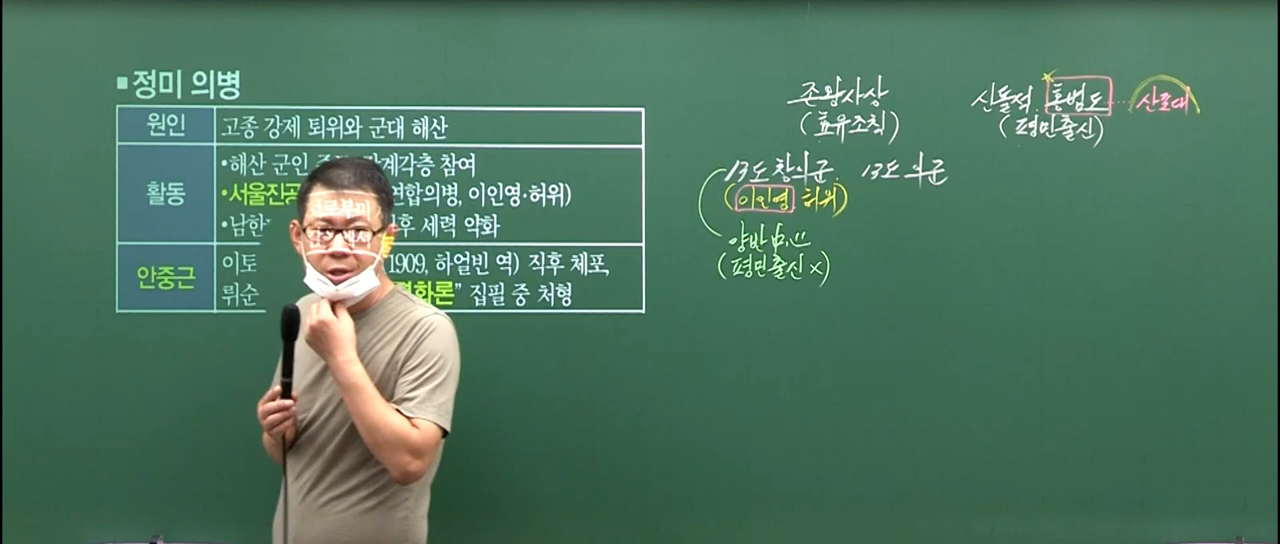 ▪정미 의병
원인
고종 강제 퇴위와 군대 해산
활동
•해산 군인 각계각층 참여
•서울진공 연합의병, 이인영·허위)
•남한 후 세력 약화
안중근
이토 1909, 하얼빈 역) 직후 체포,
뤼순 화론” 집필 중 처형
존왕사상
(효유조칙)
신돌석. 홍범도 산포대
(평민출신)
13도 창의군. 13도 의군
(이인영. 허위)
양반 中心
(평민출신 x)